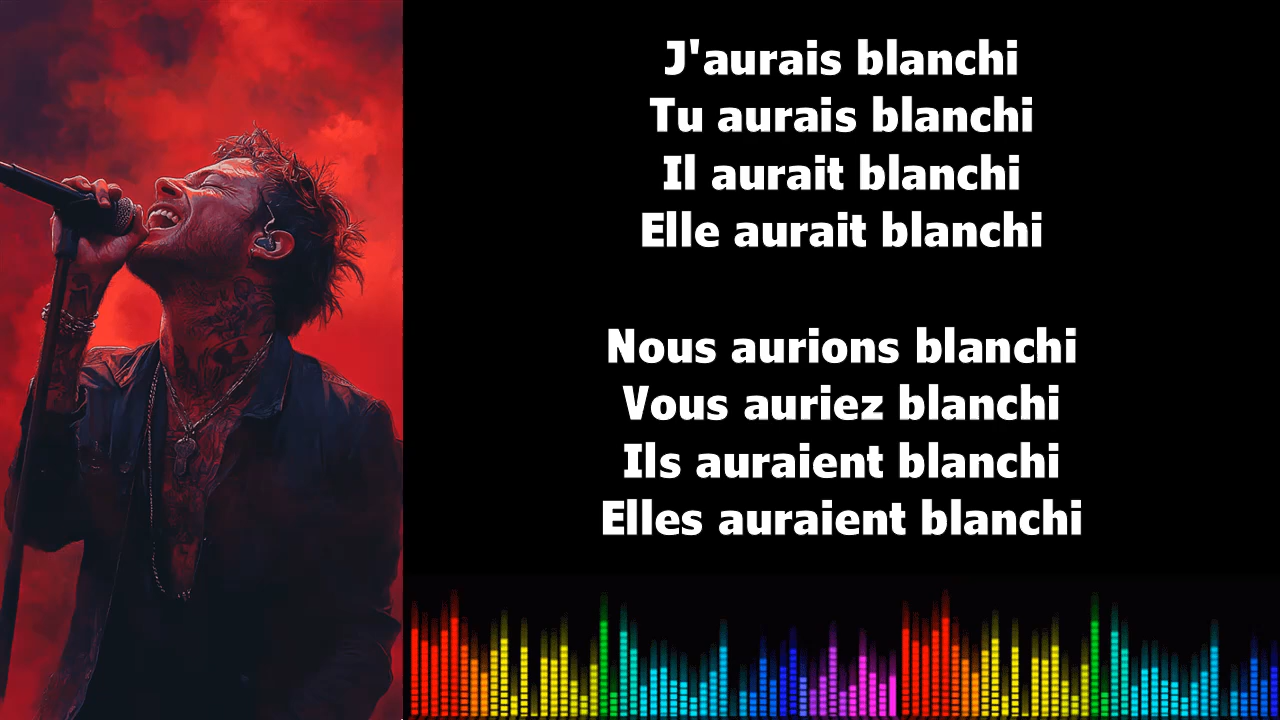 J'aurais blanchi
Tu aurais blanchi
Il aurait blanchi
Elle aurait blanchi
Nous aurions blanchi
Vous auriez blanchi
Ils auraient blanchi
Elles auraient blanchi